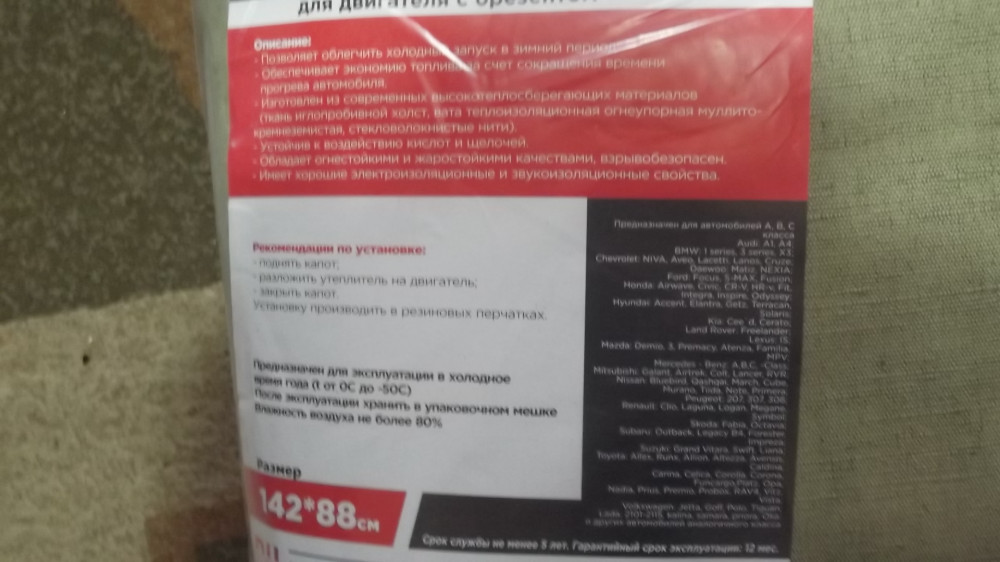 для двигателя с брезентом
Описание:
- Позволяет облегчить холодный запуск в зимний период
- Обеспечивает экономию топлива за счет сокращения времени
прогрева автомобиля.
- Изготовлен из современных высокотеплосберегающих материалов
(ткань иглопробивной холст, вата теплоизоляционная огнеупорная муллито-
кремнеземистая, стекловолокнистые нити).
- Устойчив к воздействию кислот и щелочей.
- Обладает огнестойкими и жаростойкими качествами, взрывобезопасен.
- Имеет хорошие электроизоляционные и звукоизоляционные свойства.
Рекомендации по установке:
- поднять капот;
- разложить утеплитель на двигатель;
- закрыть капот.
Установку производить в резиновых перчатках.
Предназначен для эксплуатации в холодное
время года (t от 0С до -50С)
После эксплуатации хранить в упаковочном мешке
Влажность воздуха не более 80%
Размер
142*88см
Предназначен для автомобилей А, В, С
класса
Audi: A1, A4;
BMW: 1 series, 3 series, X3;
Chevrolet: NIVA, Aveo, Lacetti, Lanos, Cruze;
Daewoo: Matiz, NEXIA;
Ford: Focus, S-MAX, Fusion;
Honda: Airwave, Civic, CR-V, HR-v, Fit,
Integra, Inspire, Odyssey;
Hyundai: Accent, Elantra, Getz, Terracan,
Solaris;
Kia: Cee`d, Cerato;
Land Rover: Freelander;
Lexus: IS;
Mazda: Demio, 3, Premacy, Atenza, Familia,
MPV;
Mercedes - Benz: A,B,C, -Class;
Mitsubishi: Galant, Airtrek, Colt, Lancer, RVR;
Nissan: Bluebird, Qashqai, March, Cube,
Murano, Tiida, Note, Primera;
Peugeot: 207, 307, 308;
Renault: Clio, Laguna, Logan, Megane,
Symbol;
Skoda: Fabia, Octavia;
Subaru: Outback, Legacy B4, Forester,
Impreza;
Suzuki: Grand Vitara, Swift, Liana;
Toyota: Allex, Runx, Allion, Altezza, Avensis,
Caldina,
Carina, Celica, Corolla, Corona,
Funcargo,Platz, Opa,
Nadia, Prius, Premio, Probox, RAV4, Vitz,
Vista;
Volkswagen: Jetta, Golf, Polo, Tiguan;
Lada: 2101-2115, kalina, samara, priora, Oka;
и других автомобилей аналогичного класса
Срок службы не менее 5 лет. Гарантийный срок эксплуатации: 12 мес.